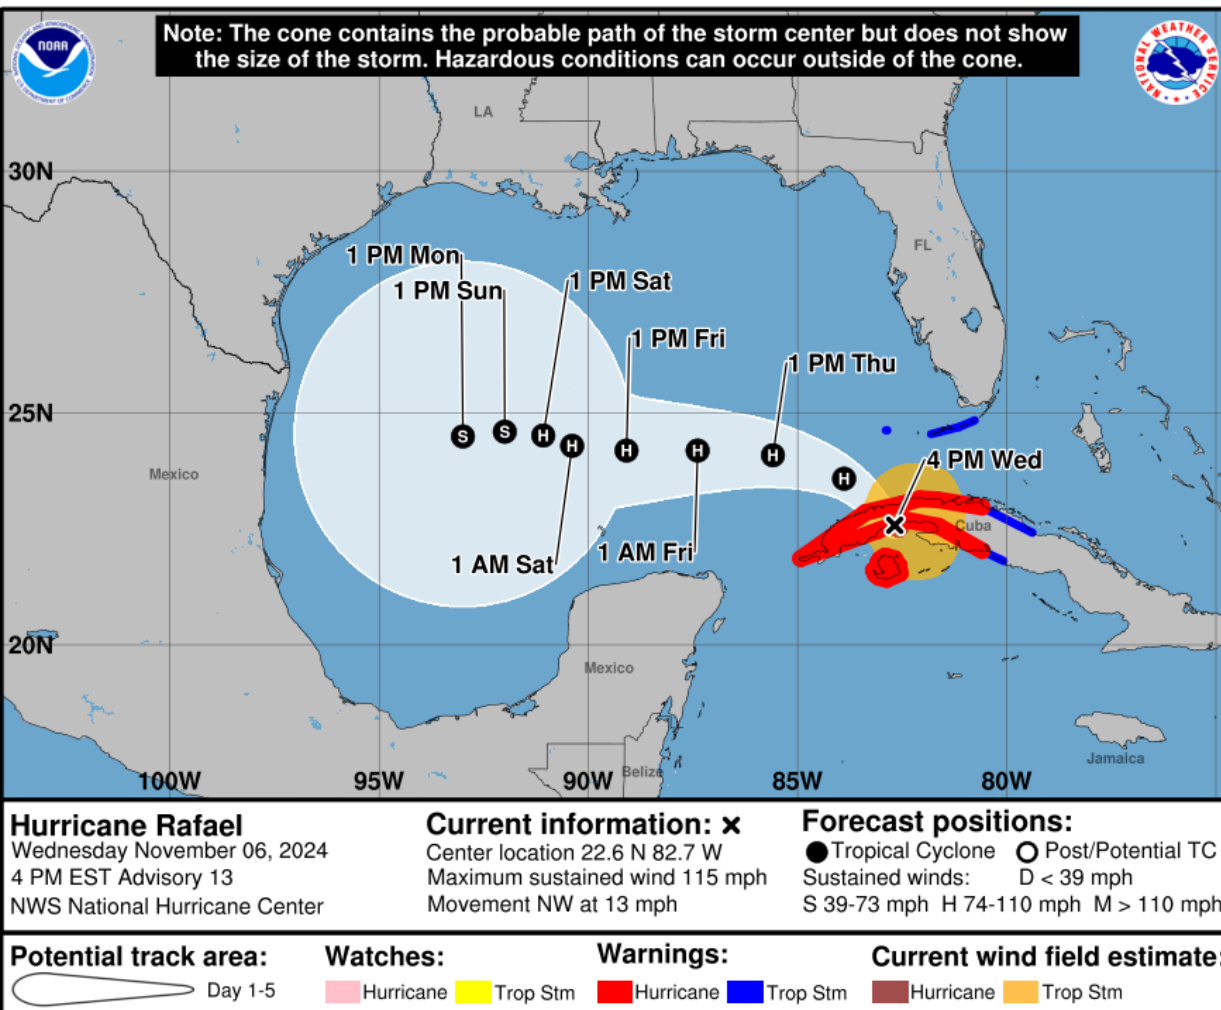 Note: The cone contains the probable path of the storm center but does not show
the size of the storm. Hazardous conditions can occur outside of the cone.
NOAA
NATIONAL WEATHER SERVICE
LA
30N
FL
1 PM Mon
1 PM Sat
1 PM Sun
1 PM Fri
1 PM Thu
25N
4 PM Wed
Mexico
Cuba
1 AM Sat
1 AM Fri
20N
Mexico
Jamaica
Belize
100W 95W 90W 85W 80W
Hurricane Rafael
Wednesday November 06, 2024
4 PM EST Advisory 13
NWS National Hurricane Center
Current information: x
Center location 22.6 N 82.7 W
Maximum sustained wind 115 mph
Movement NW at 13 mph
Forecast positions:
Tropical Cyclone Post/Potential TC
Sustained winds: D < 39 mph
S 39-73 mph H 74-110 mph M > 110 mph
Potential track area:
Day 1-5
Watches:
Hurricane Trop Stm
Warnings:
Hurricane Trop Stm
Current wind field estimate:
Hurricane Trop Stm